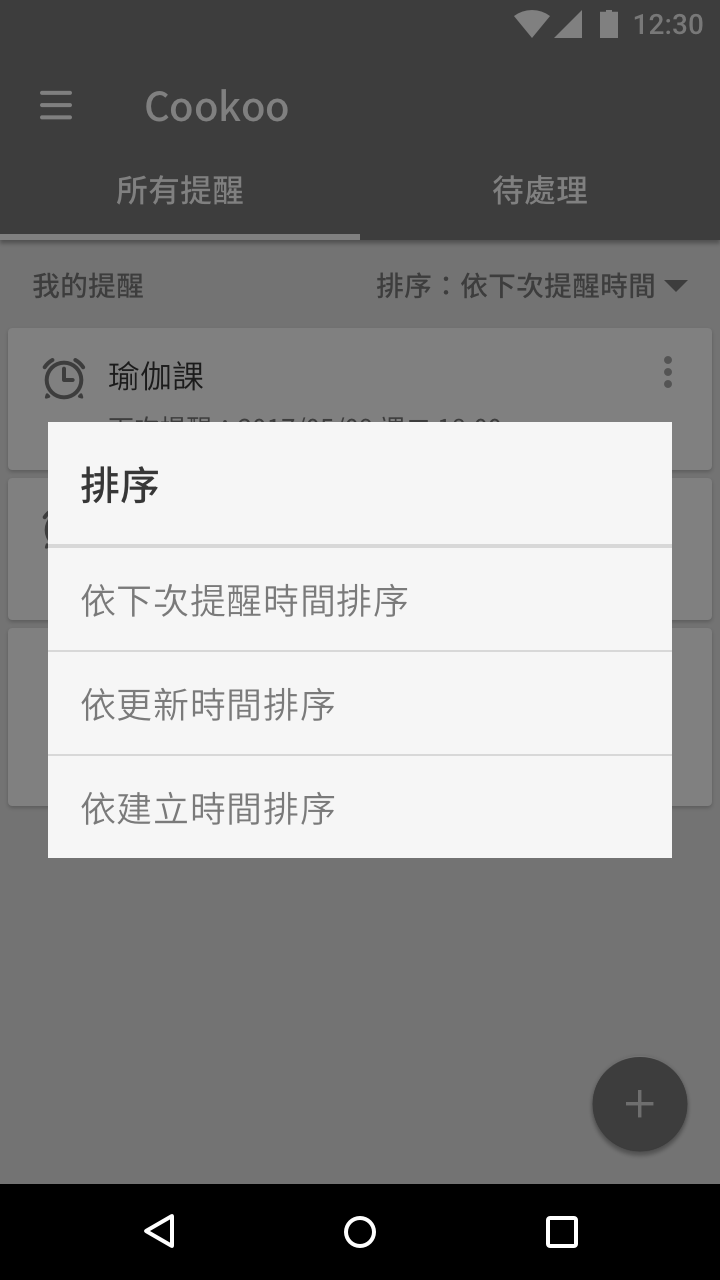 12:30
Cookoo
所有提醒 待處理
我的提醒 排序：依下次提醒時間
瑜伽課
排序
依下次提醒時間排序
依更新時間排序
依建立時間排序